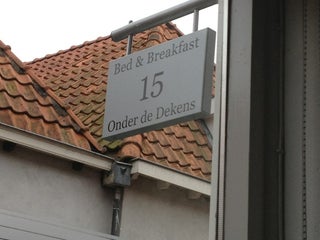 Bed & Breakfast
15
Onder de Dekens